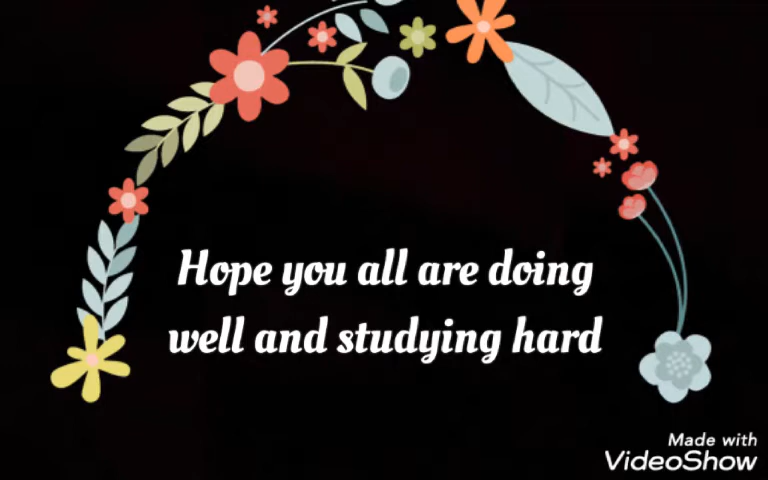 Hope you all are doing
well and studying hard
Made with
VideoShow